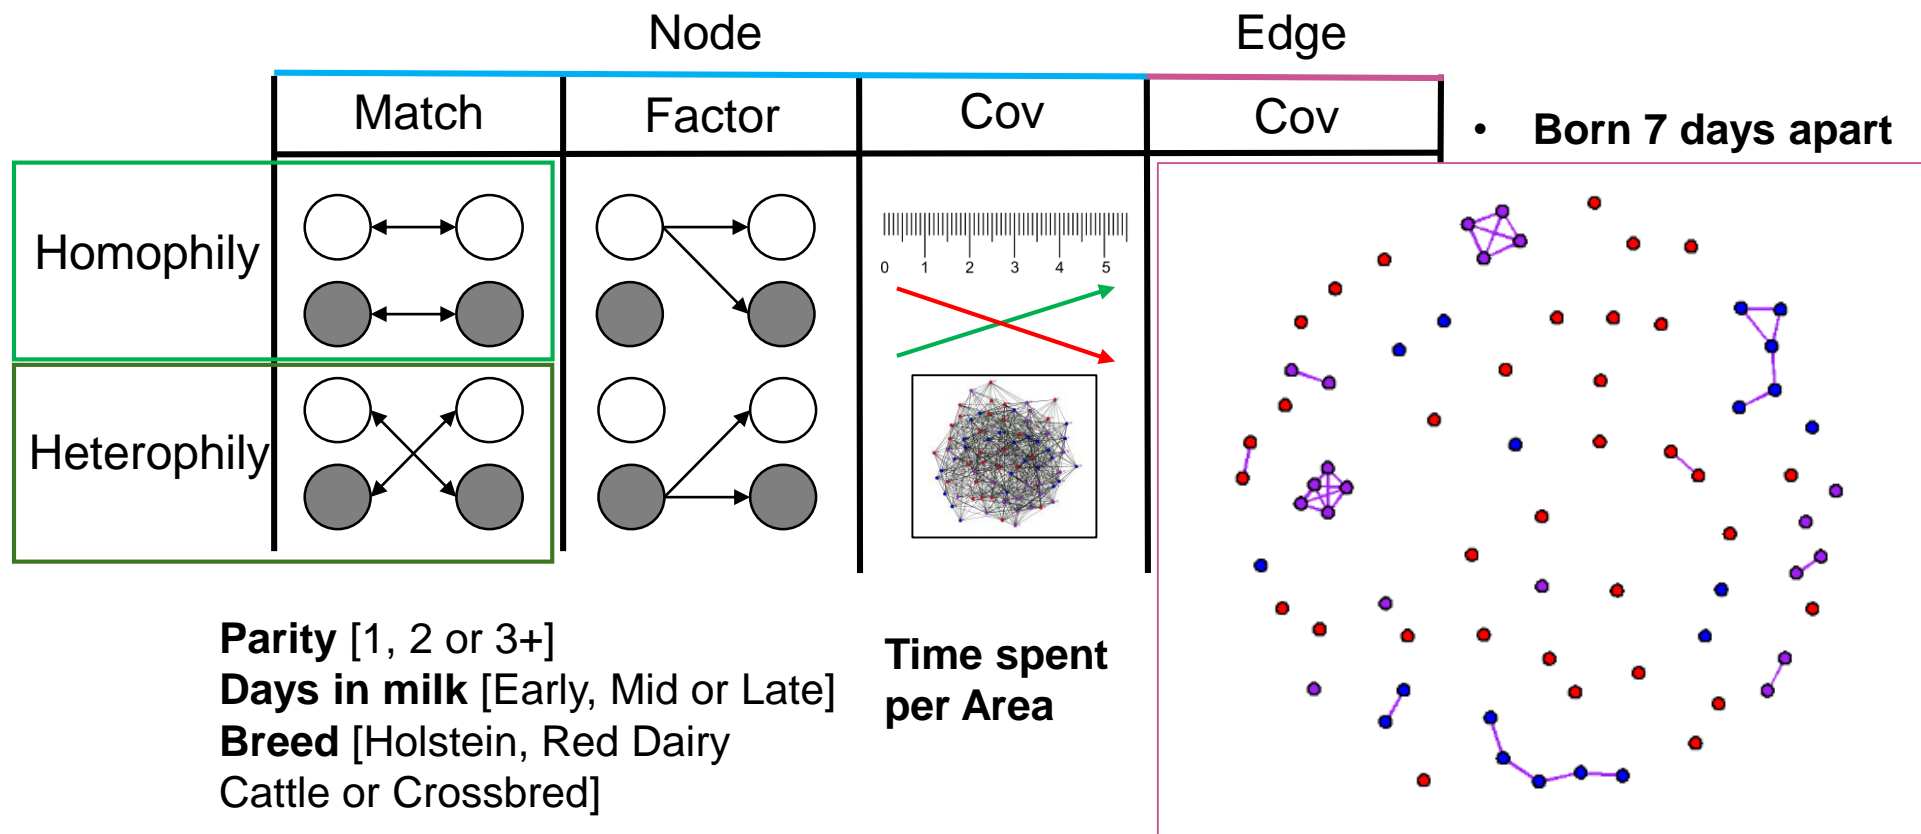 Node
Edge
Match
Factor
Cov
Cov
• Born 7 days apart
Homophily
0 1 2 3 4 5
Heterophily
Parity [1, 2 or 3+]
Days in milk [Early, Mid or Late]
Breed [Holstein, Red Dairy
Cattle or Crossbred]
Time spent
per Area